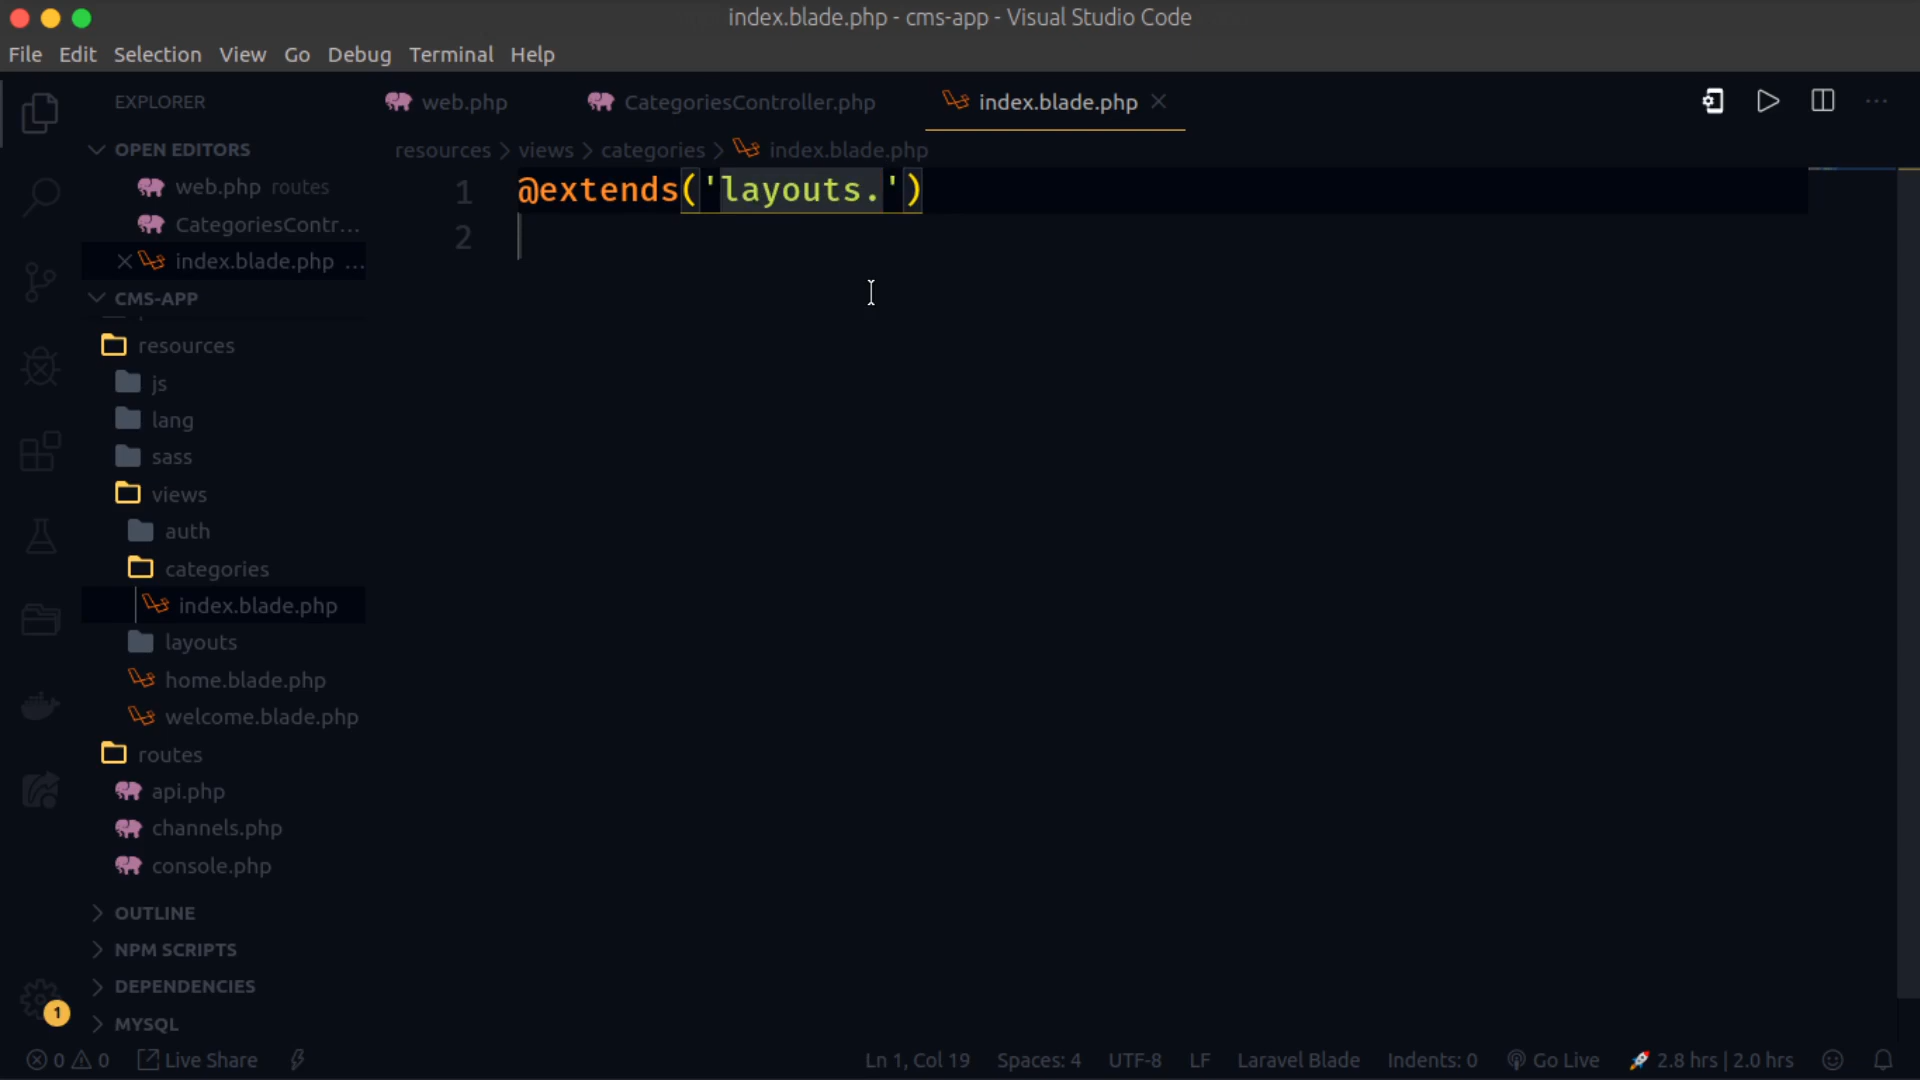 index.blade.php - cms-app - Visual Studio Code
File Edit Selection View Go Debug Terminal Help
EXPLORER
web.php
CategoriesController.php
index.blade.php
OPEN EDITORS
resources > views > categories > index.blade.php
web.php routes
CategoriesContr...
index.blade.php ...
1 @extends('layouts.')
2
CMS-APP
resources
js
lang
sass
views
auth
categories
index.blade.php
layouts
home.blade.php
welcome.blade.php
routes
api.php
channels.php
console.php
OUTLINE
NPM SCRIPTS
DEPENDENCIES
1
MYSQL
0 0 Live Share Ln 1, Col 19 Spaces: 4 UTF-8 LF Laravel Blade Indents: 0 Go Live 2.8 hrs | 2.0 hrs